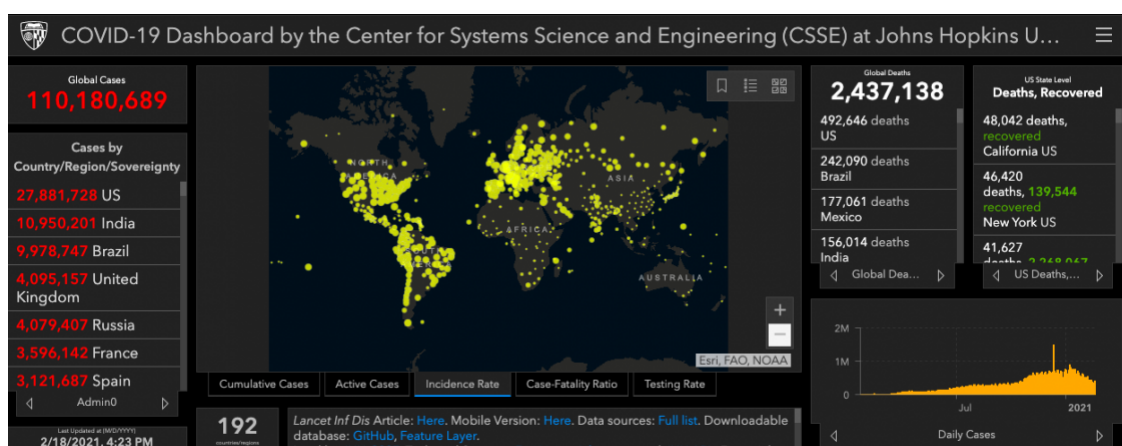 COVID-19 Dashboard by the Center for Systems Science and Engineering (CSSE) at Johns Hopkins U...
Global Cases
110,180,689
Cases by
Country/Region/Sovereignty
27,881,728 US
10,950,201 India
9,978,747 Brazil
4,095,157 United
Kingdom
4,079,407 Russia
3,596,142 France
3,121,687 Spain
Admin0
Last Updated at (M/D/YYYY)
2/18/2021, 4:23 PM
NORTH
AMERICA
SOUTH
AFRICA
ASIA
AUSTRALIA
Esri, FAO, NOAA
Cumulative Cases
Active Cases
Incidence Rate
Case-Fatality Ratio
Testing Rate
192
countries/regions
Lancet Inf Dis Article: Here. Mobile Version: Here. Data sources: Full list. Downloadable
database: GitHub, Feature Layer.
Global Deaths
2,437,138
492,646 deaths
US
242,090 deaths
Brazil
177,061 deaths
Mexico
156,014 deaths
India
Global Dea...
US State Level
Deaths, Recovered
48,042 deaths,
recovered
California US
46,420
deaths, 139,544
recovered
New York US
41,627
deaths, 2,268,067
US Deaths,...
2M
1M
0
Jul
2021
Daily Cases